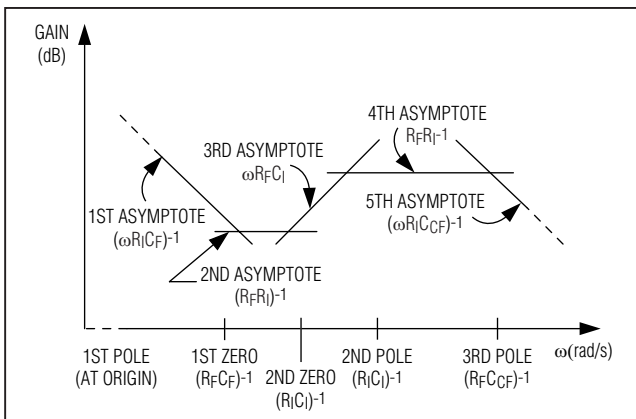 GAIN
(dB)
4TH ASYMPTOTE
RFRI-1
3RD ASYMPTOTE
ωRFCI
1ST ASYMPTOTE
(ωRICF)-1
5TH ASYMPTOTE
(ωRICCF)-1
2ND ASYMPTOTE
(RFRI)-1
1ST POLE
(AT ORIGIN)
1ST ZERO
(RFCF)-1
2ND ZERO
(RICI)-1
2ND POLE
(RICI)-1
3RD POLE
(RFCCF)-1
ω(rad/s)